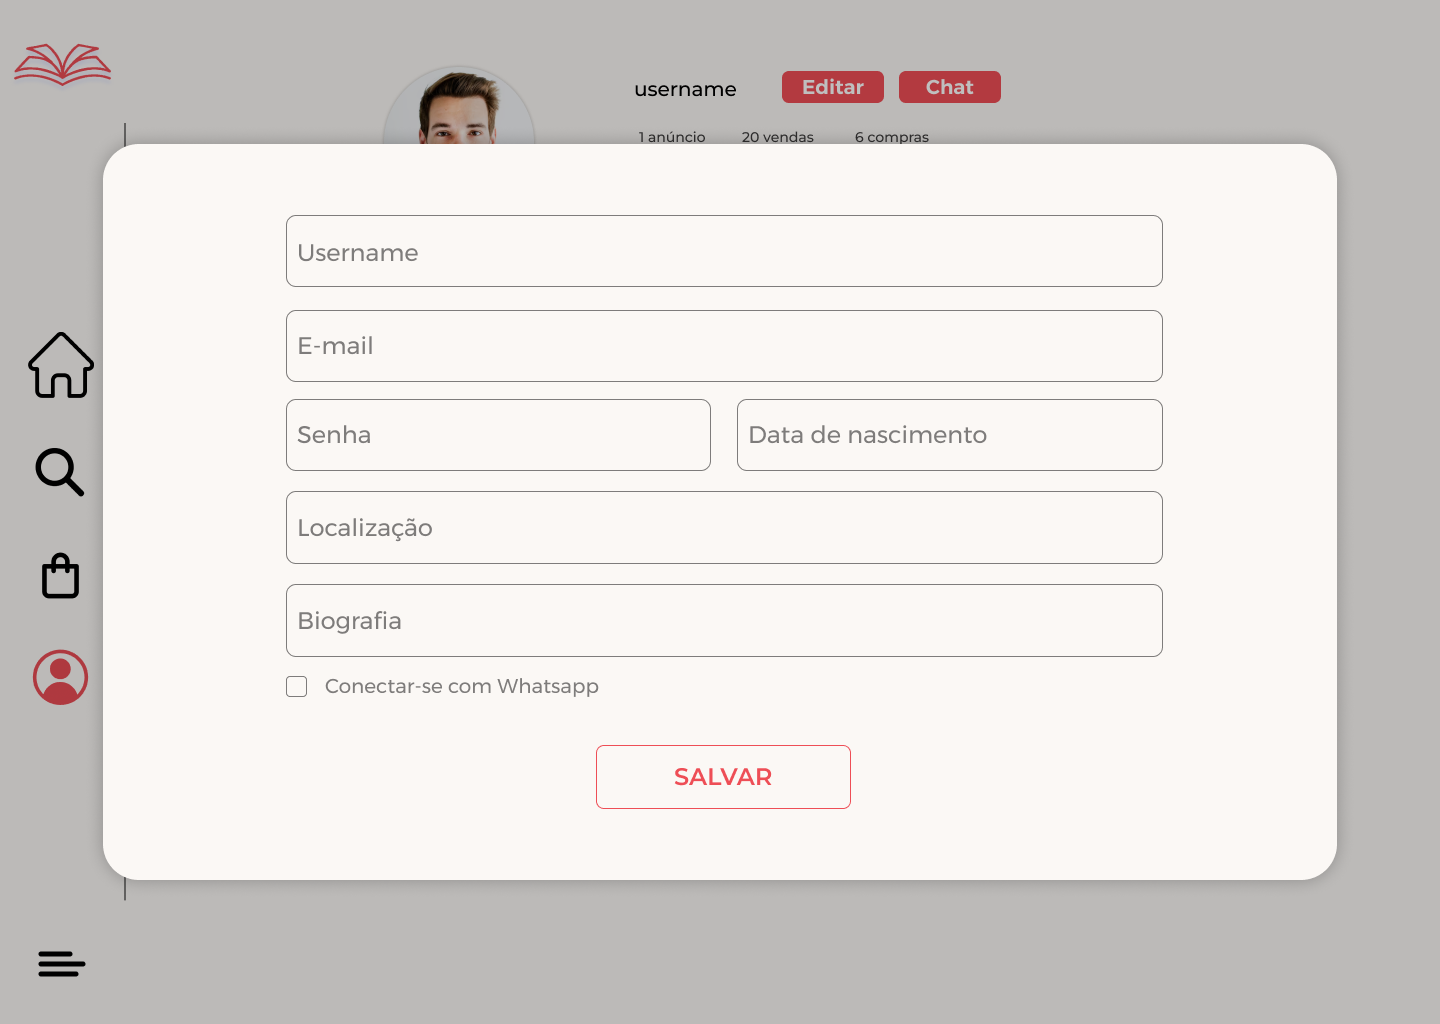 username
Editar
Chat
1 anúncio
20 vendas
6 compras
Username
E-mail
Senha
Data de nascimento
Localização
Biografia
Conectar-se com Whatsapp
SALVAR